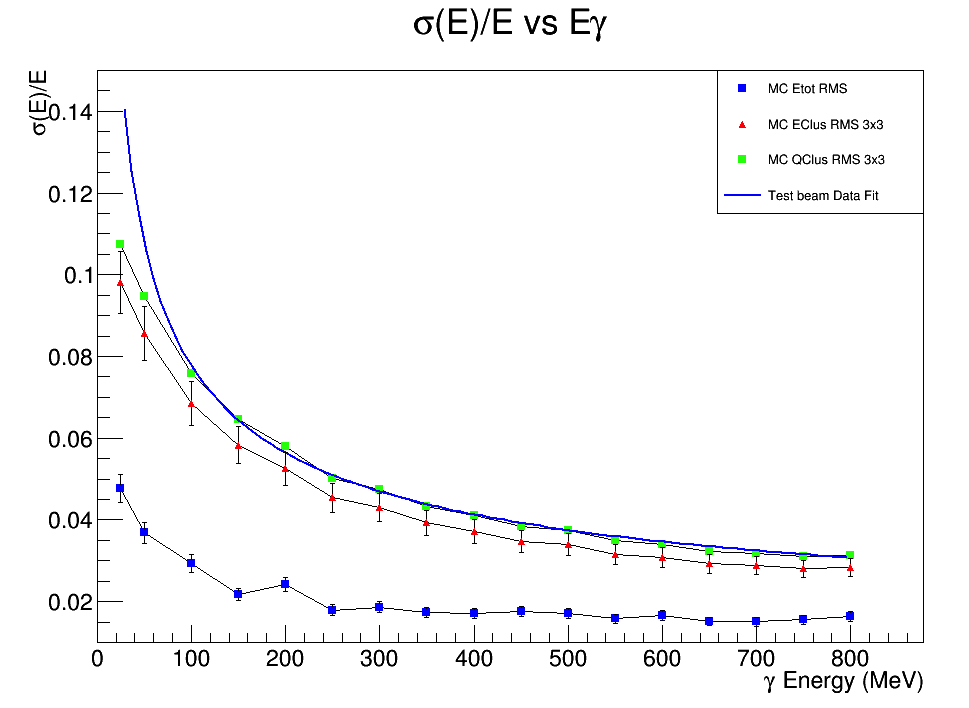 σ(E)/E vs Eγ
σ(E)/E
MC Etot RMS
MC EClus RMS 3x3
MC QClus RMS 3x3
Test beam Data Fit
0.14
0.12
0.1
0.08
0.06
0.04
0.02
0 100 200 300 400 500 600 700 800
γ Energy (MeV)